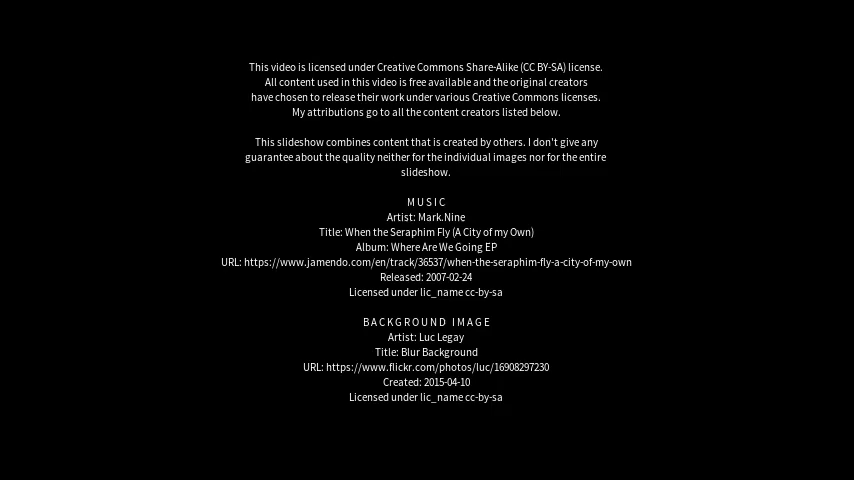 This video is licensed under Creative Commons Share-Alike (CC BY-SA) license.
All content used in this video is free available and the original creators
have chosen to release their work under various Creative Commons licenses.
My attributions go to all the content creators listed below.
This slideshow combines content that is created by others. I don't give any
guarantee about the quality neither for the individual images nor for the entire
slideshow.
MUSIC
Artist: Mark.Nine
Title: When the Seraphim Fly (A City of my Own)
Album: Where Are We Going EP
URL: https://www.jamendo.com/en/track/36537/when-the-seraphim-fly-a-city-of-my-own
Released: 2007-02-24
Licensed under lic_name cc-by-sa
BACKGROUND IMAGE
Artist: Luc Legay
Title: Blur Background
URL: https://www.flickr.com/photos/luc/16908297230
Created: 2015-04-10
Licensed under lic_name cc-by-sa